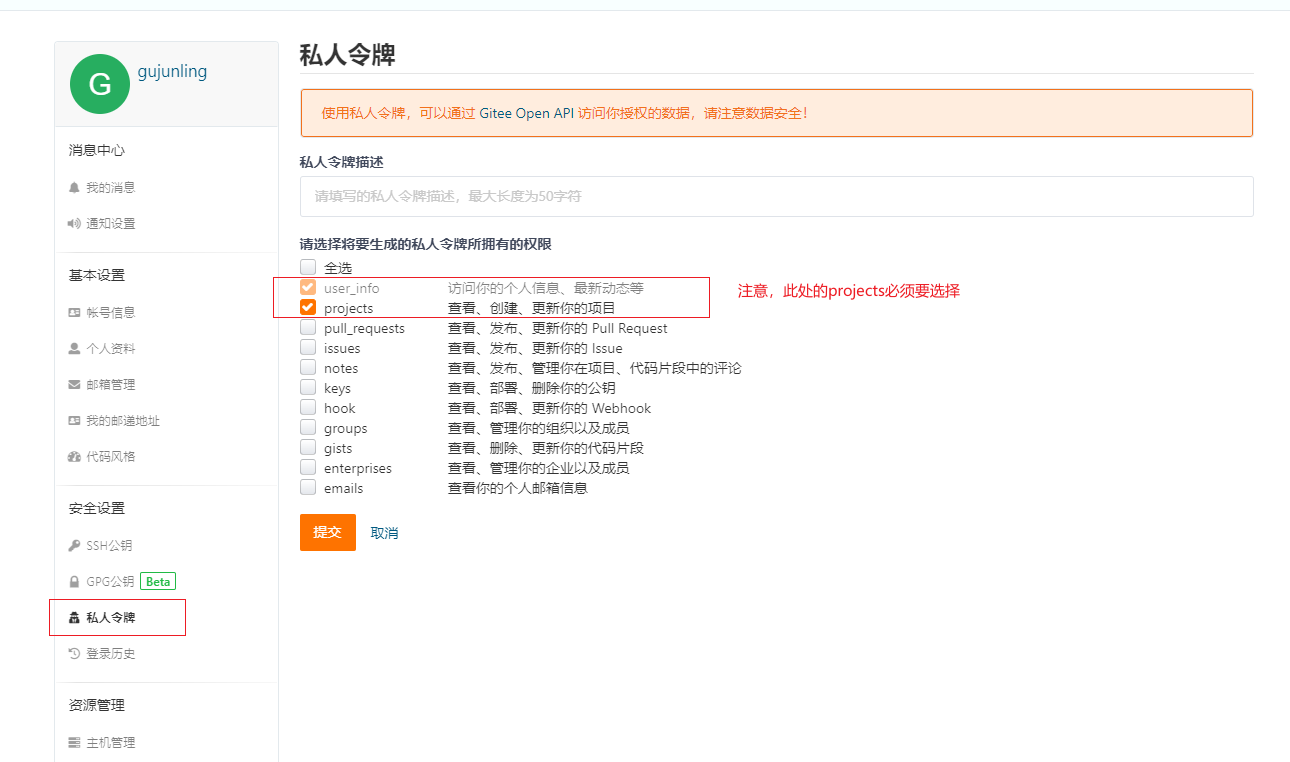 G
gujunling
消息中心
我的消息
通知设置
基本设置
帐号信息
个人资料
邮箱管理
我的邮递地址
代码风格
安全设置
SSH公钥
GPG公钥 Beta
私人令牌
登录历史
资源管理
主机管理
私人令牌
使用私人令牌，可以通过 Gitee Open API 访问你授权的数据，请注意数据安全！
私人令牌描述
请填写的私人令牌描述，最大长度为50字符
请选择将要生成的私人令牌所拥有的权限
全选
user_info 访问你的个人信息、最新动态等
projects 查看、创建、更新你的项目
注意，此处的projects必须要选择
pull_requests 查看、发布、更新你的 Pull Request
issues 查看、发布、更新你的 Issue
notes 查看、发布、管理你在项目、代码片段中的评论
keys 查看、部署、删除你的公钥
hook 查看、部署、更新你的 Webhook
groups 查看、管理你的组织以及成员
gists 查看、删除、更新你的代码片段
enterprises 查看、管理你的企业以及成员
emails 查看你的个人邮箱信息
提交 取消